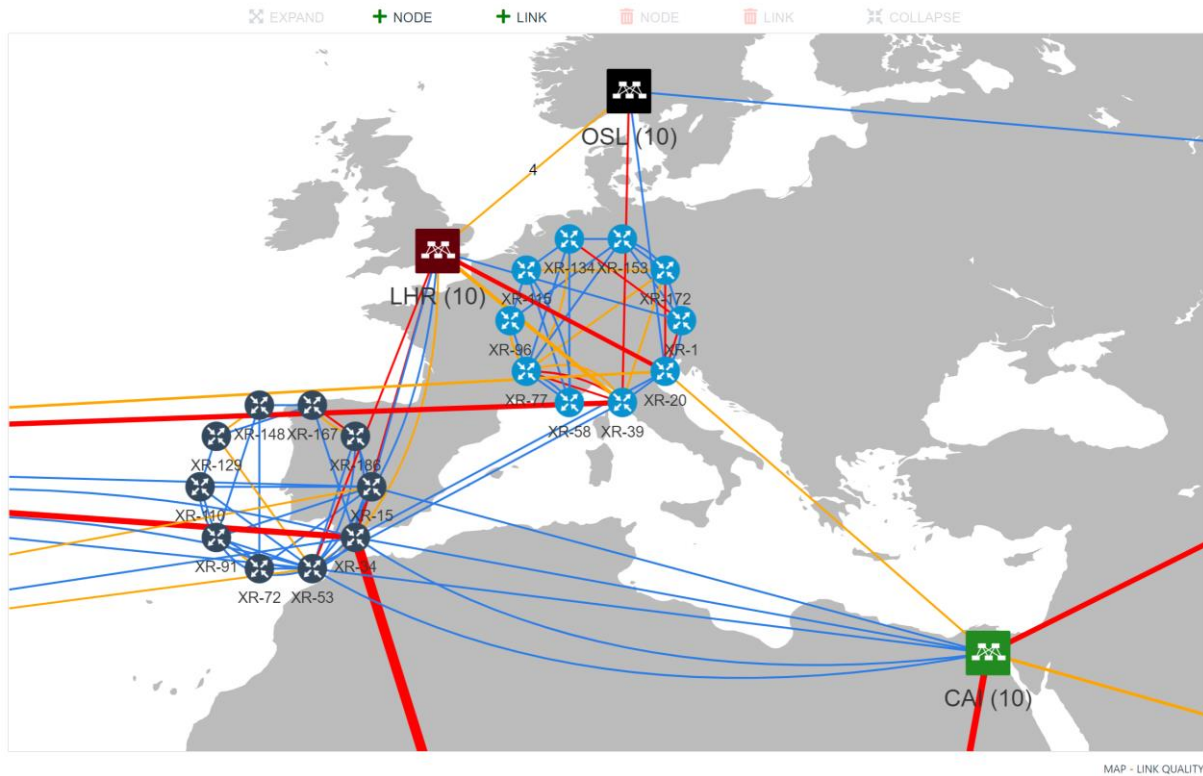 EXPAND
NODE
LINK
NODE
LINK
COLLAPSE
OSL (10)
4
XR-134
XR-153
LHR (10)
XR-115
XR-172
XR-96
XR-1
XR-77
XR-20
XR-58
XR-39
XR-148
XR-167
XR-129
XR-186
XR-110
XR-15
XR-91
XR-34
XR-72
XR-53
CAI (10)
MAP - LINK QUALITY